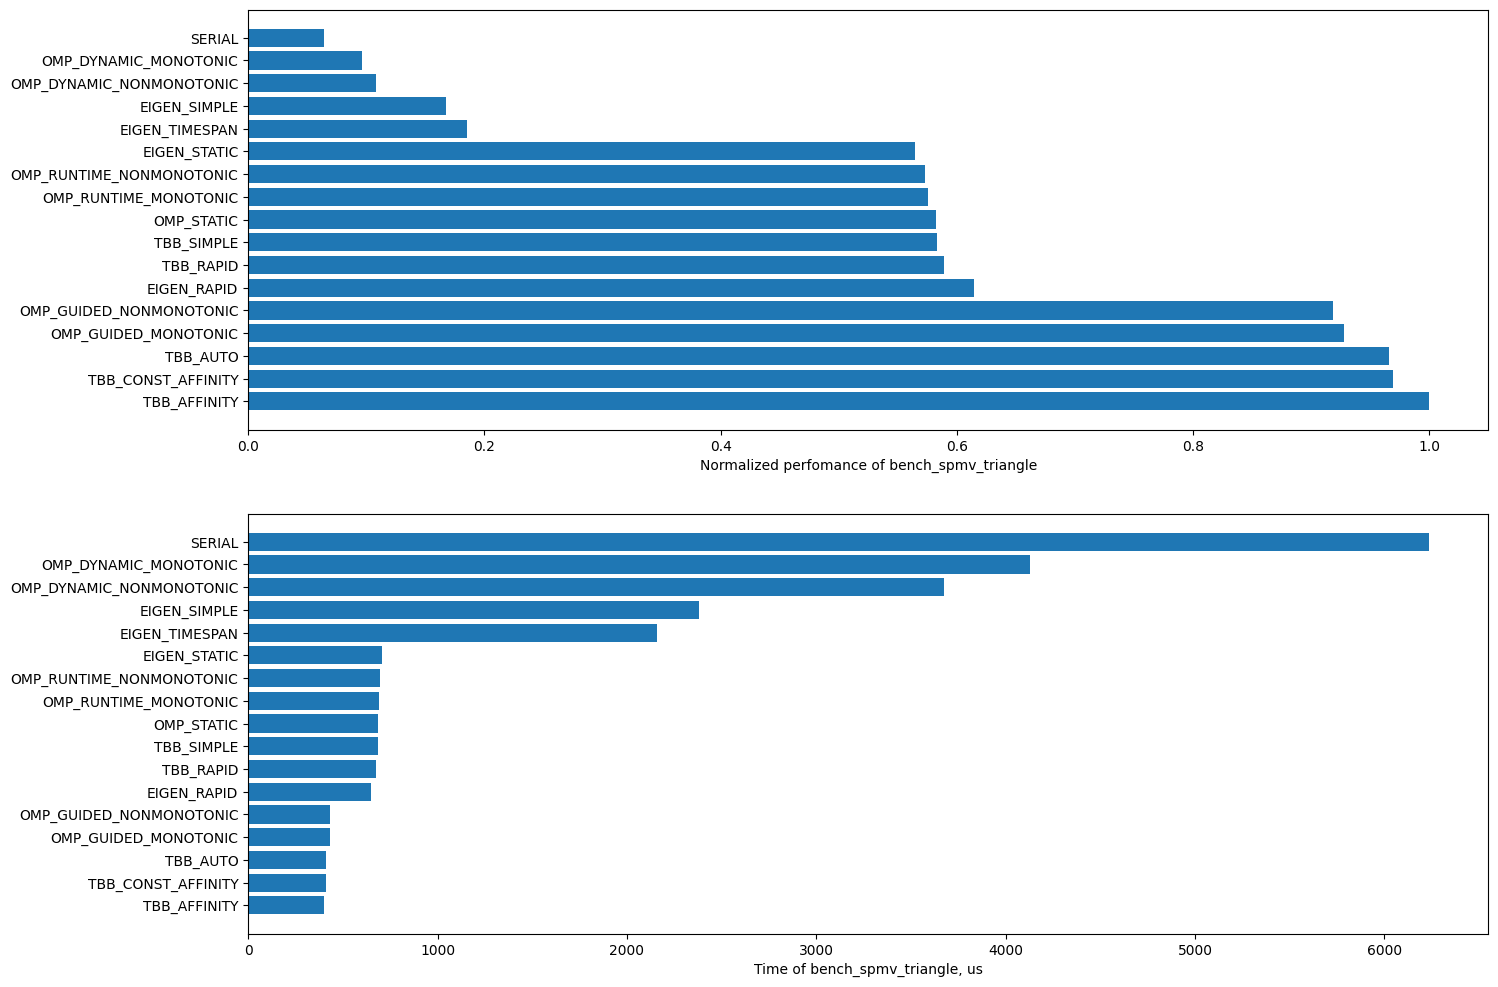 SERIAL
OMP_DYNAMIC_MONOTONIC
OMP_DYNAMIC_NONMONOTONIC
EIGEN_SIMPLE
EIGEN_TIMESPAN
EIGEN_STATIC
OMP_RUNTIME_NONMONOTONIC
OMP_RUNTIME_MONOTONIC
OMP_STATIC
TBB_SIMPLE
TBB_RAPID
EIGEN_RAPID
OMP_GUIDED_NONMONOTONIC
OMP_GUIDED_MONOTONIC
TBB_AUTO
TBB_CONST_AFFINITY
TBB_AFFINITY
0.0 0.2 0.4 0.6 0.8 1.0
Normalized perfomance of bench_spmv_triangle
SERIAL
OMP_DYNAMIC_MONOTONIC
OMP_DYNAMIC_NONMONOTONIC
EIGEN_SIMPLE
EIGEN_TIMESPAN
EIGEN_STATIC
OMP_RUNTIME_NONMONOTONIC
OMP_RUNTIME_MONOTONIC
OMP_STATIC
TBB_SIMPLE
TBB_RAPID
EIGEN_RAPID
OMP_GUIDED_NONMONOTONIC
OMP_GUIDED_MONOTONIC
TBB_AUTO
TBB_CONST_AFFINITY
TBB_AFFINITY
0 1000 2000 3000 4000 5000 6000
Time of bench_spmv_triangle, us